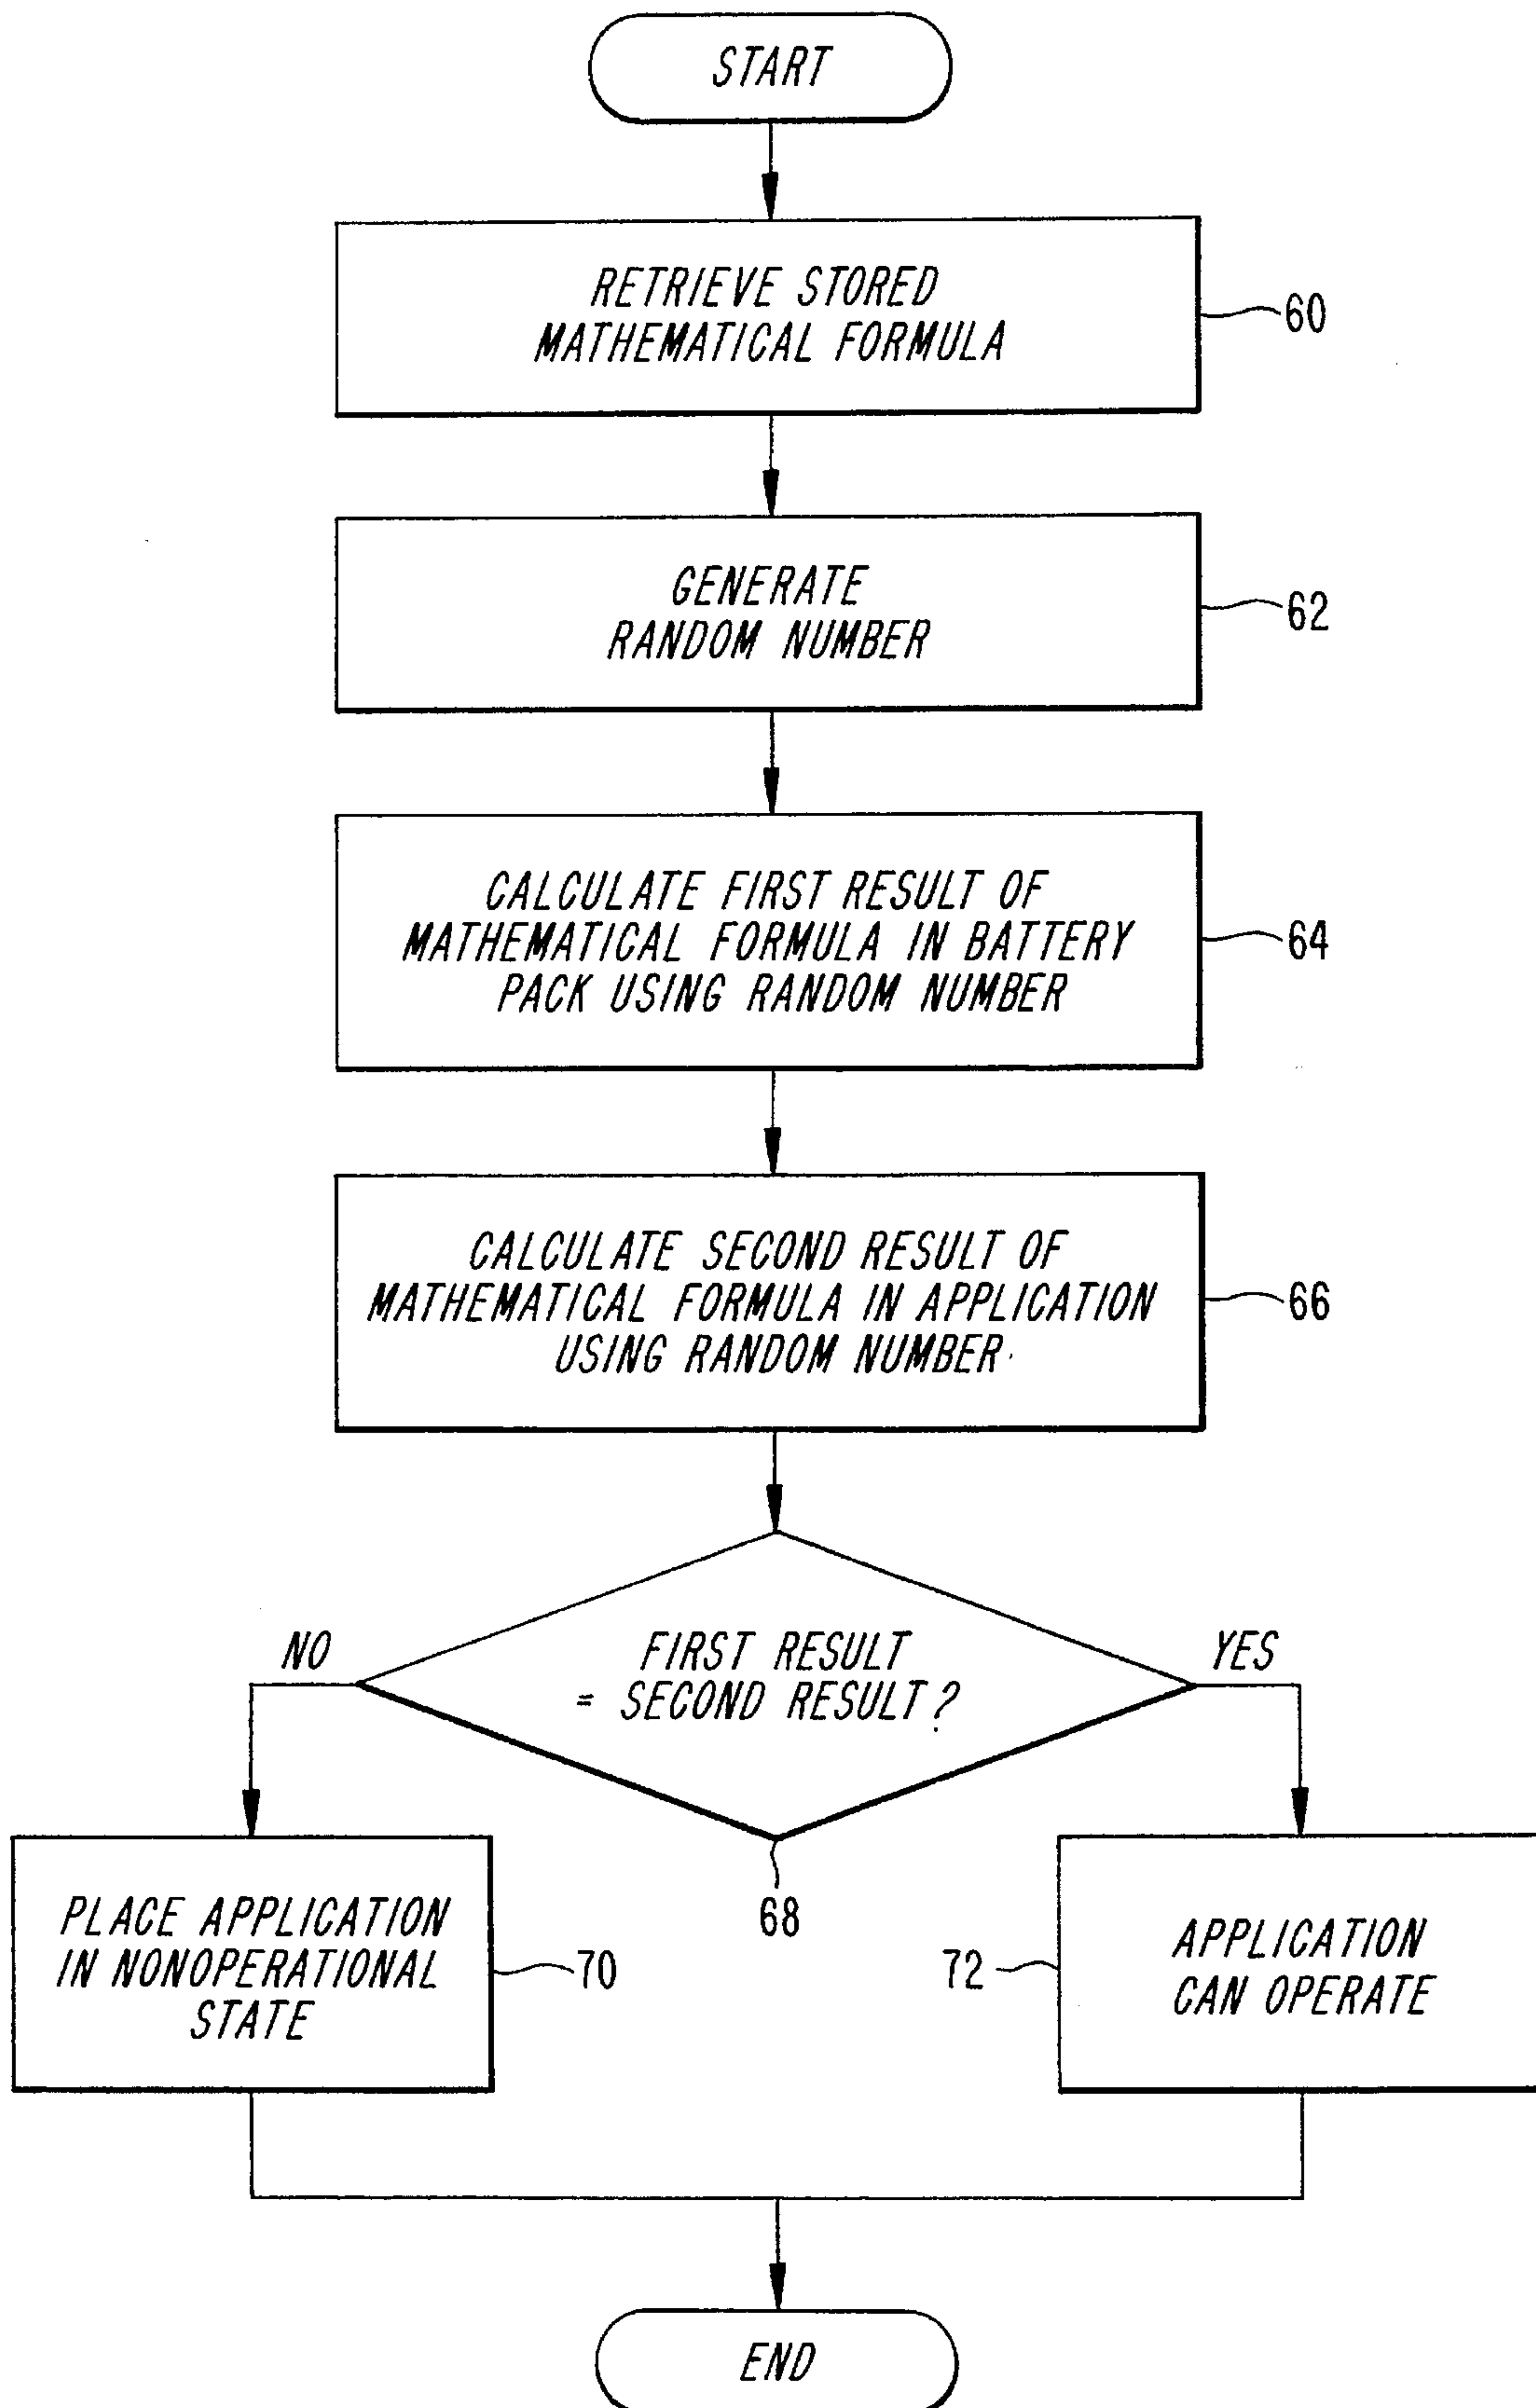 START
RETRIEVE STORED
MATHEMATICAL FORMULA
60
GENERATE
RANDOM NUMBER
62
CALCULATE FIRST RESULT OF
MATHEMATICAL FORMULA IN BATTERY
PACK USING RANDOM NUMBER
64
CALCULATE SECOND RESULT OF
MATHEMATICAL FORMULA IN APPLICATION
USING RANDOM NUMBER
66
NO
FIRST RESULT
= SECOND RESULT?
YES
68
PLACE APPLICATION
IN NONOPERATIONAL
STATE
70
72
APPLICATION
CAN OPERATE
END